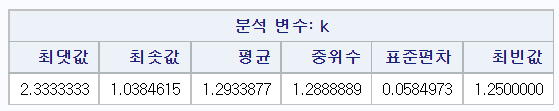 분석 변수: k
최댓값 최솟값 평균 중위수 표준편차 최빈값
2.3333333 1.0384615 1.2933877 1.2888889 0.0584973 1.2500000